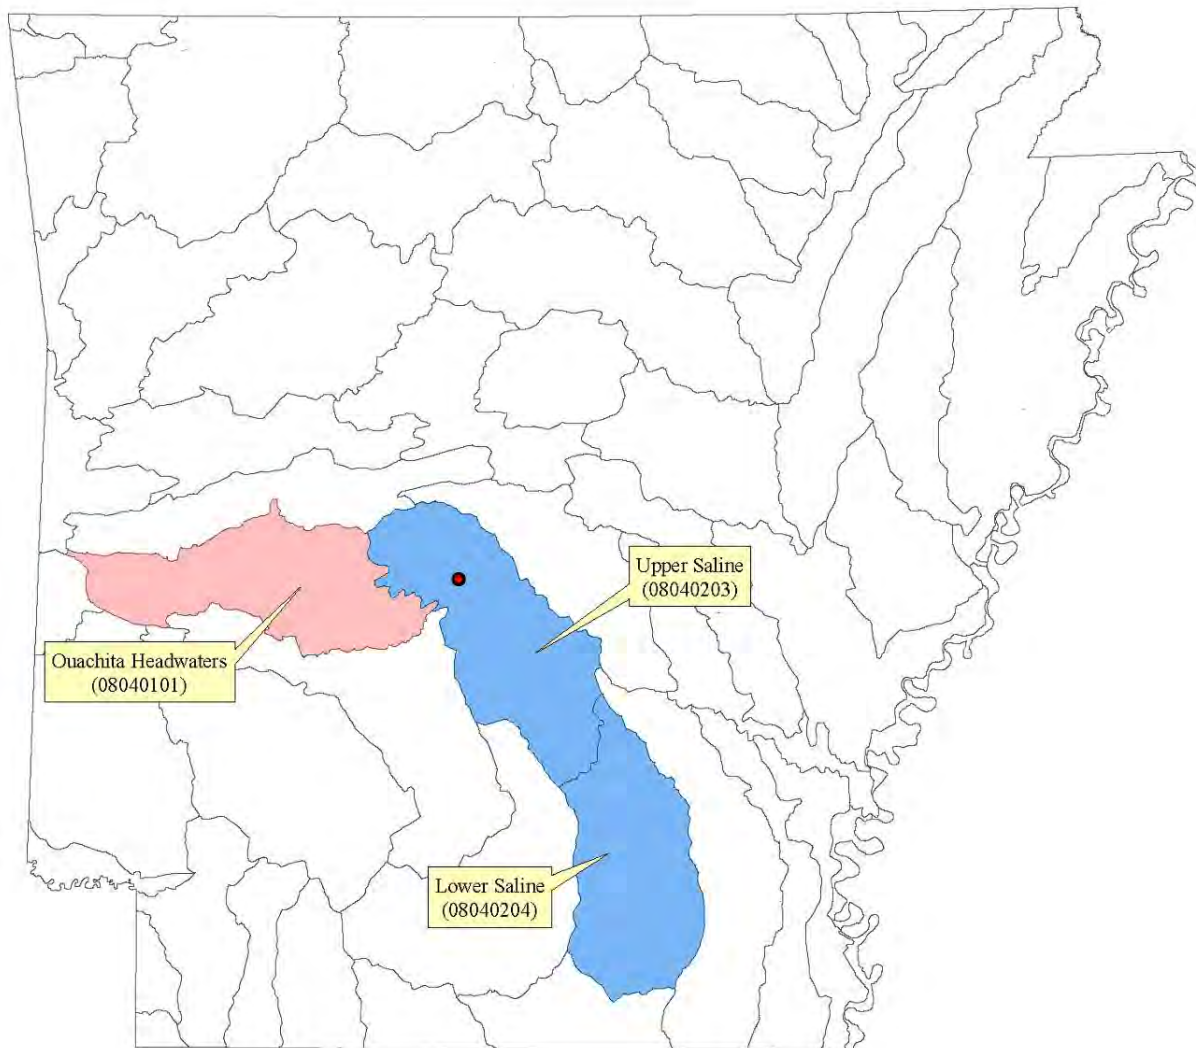 Upper Saline
(08040203)
Ouachita Headwaters
(08040101)
Lower Saline
(08040204)